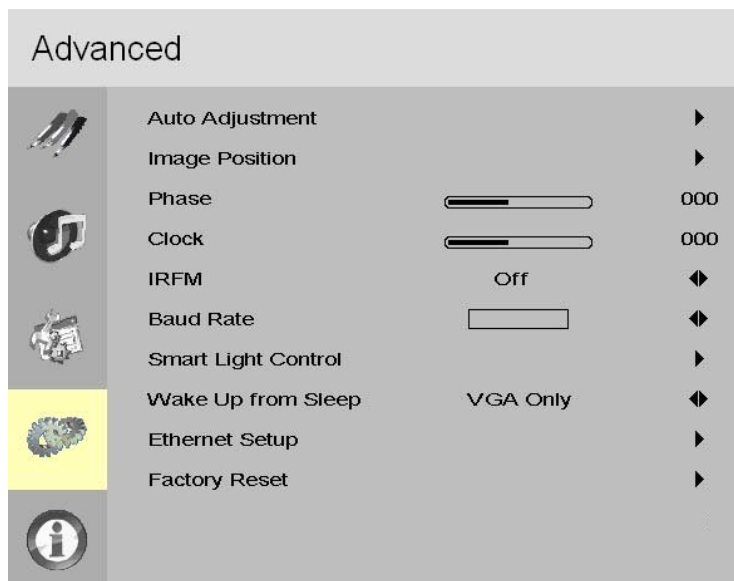 Advanced
Auto Adjustment
Image Position
Phase 000
Clock 000
IRFM Off
Baud Rate
Smart Light Control
Wake Up from Sleep VGA Only
Ethernet Setup
Factory Reset